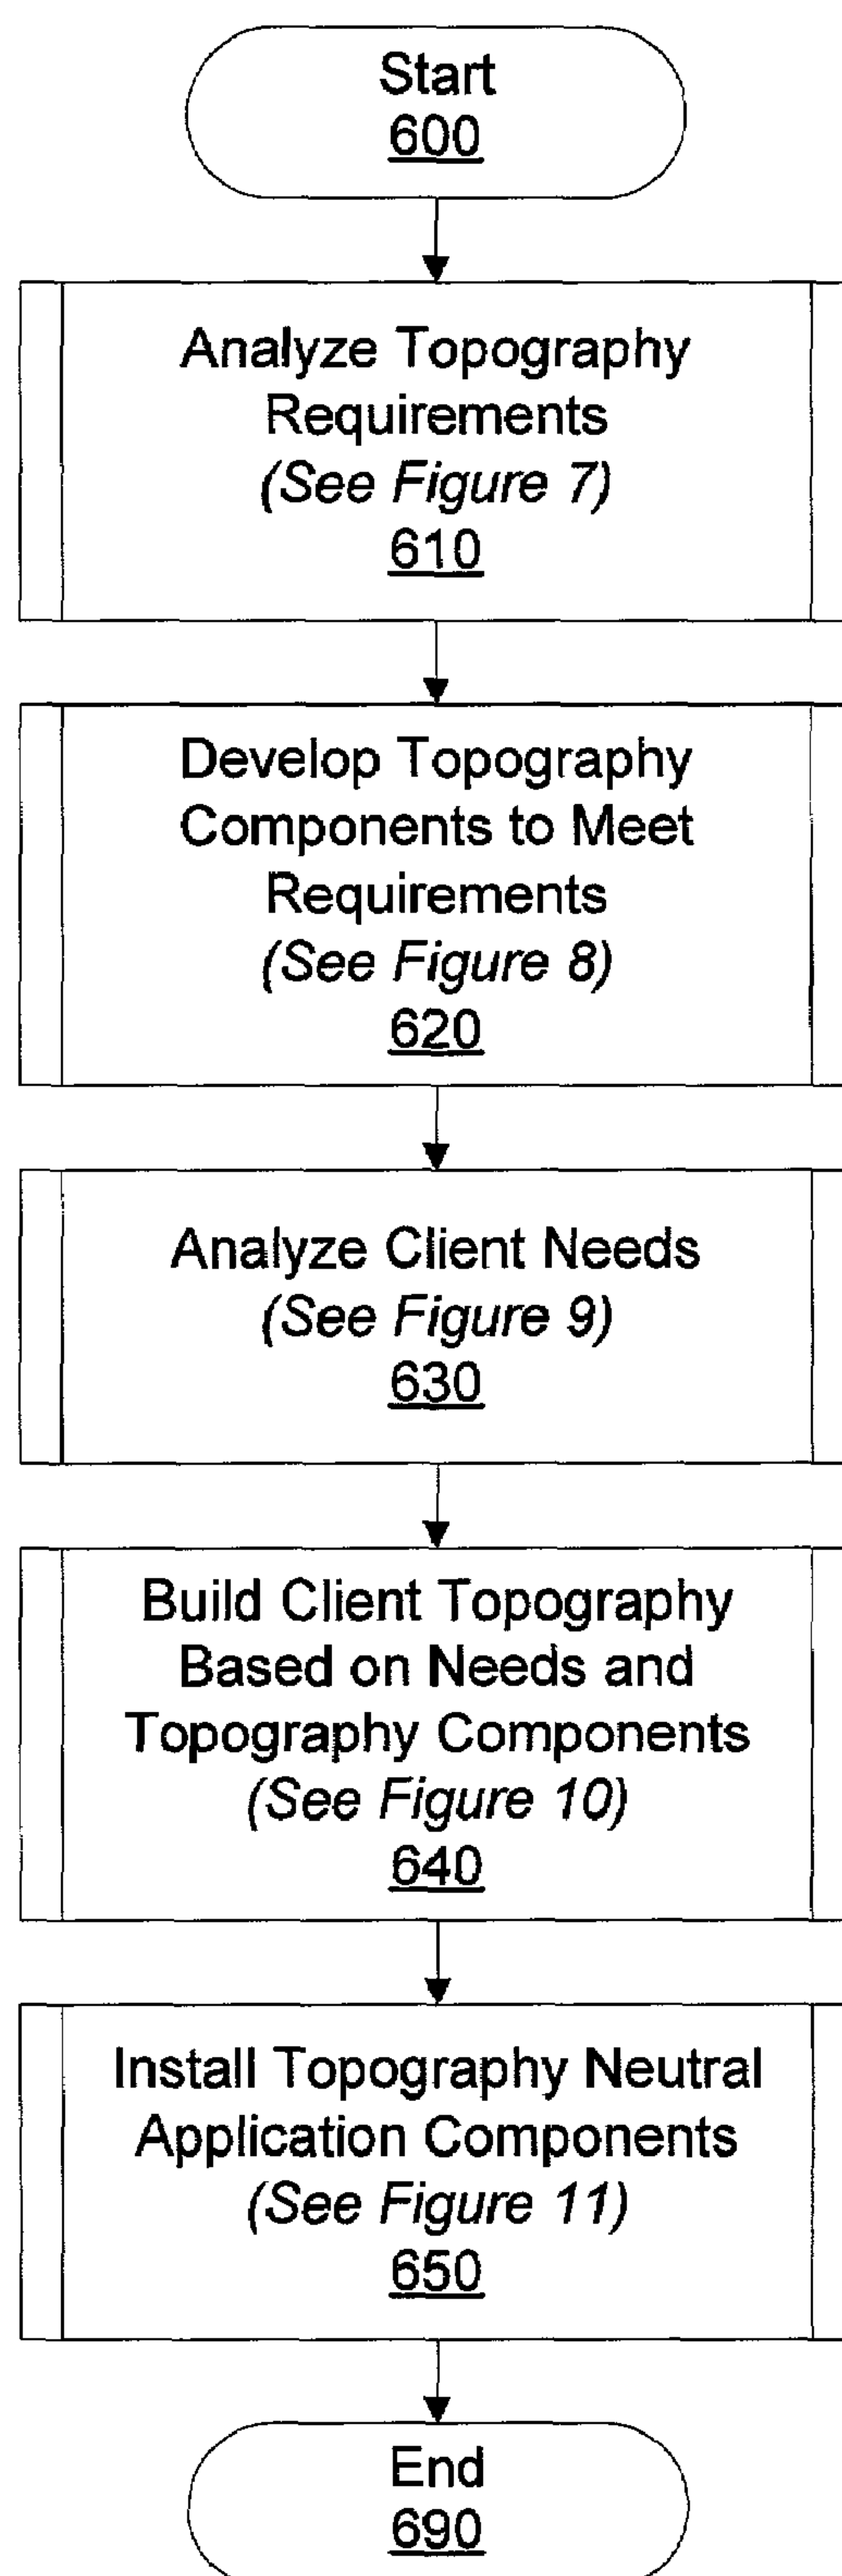 Start
600
Analyze Topography
Requirements
(See Figure 7)
610
Develop Topography
Components to Meet
Requirements
(See Figure 8)
620
Analyze Client Needs
(See Figure 9)
630
Build Client Topography
Based on Needs and
Topography Components
(See Figure 10)
640
Install Topography Neutral
Application Components
(See Figure 11)
650
End
690